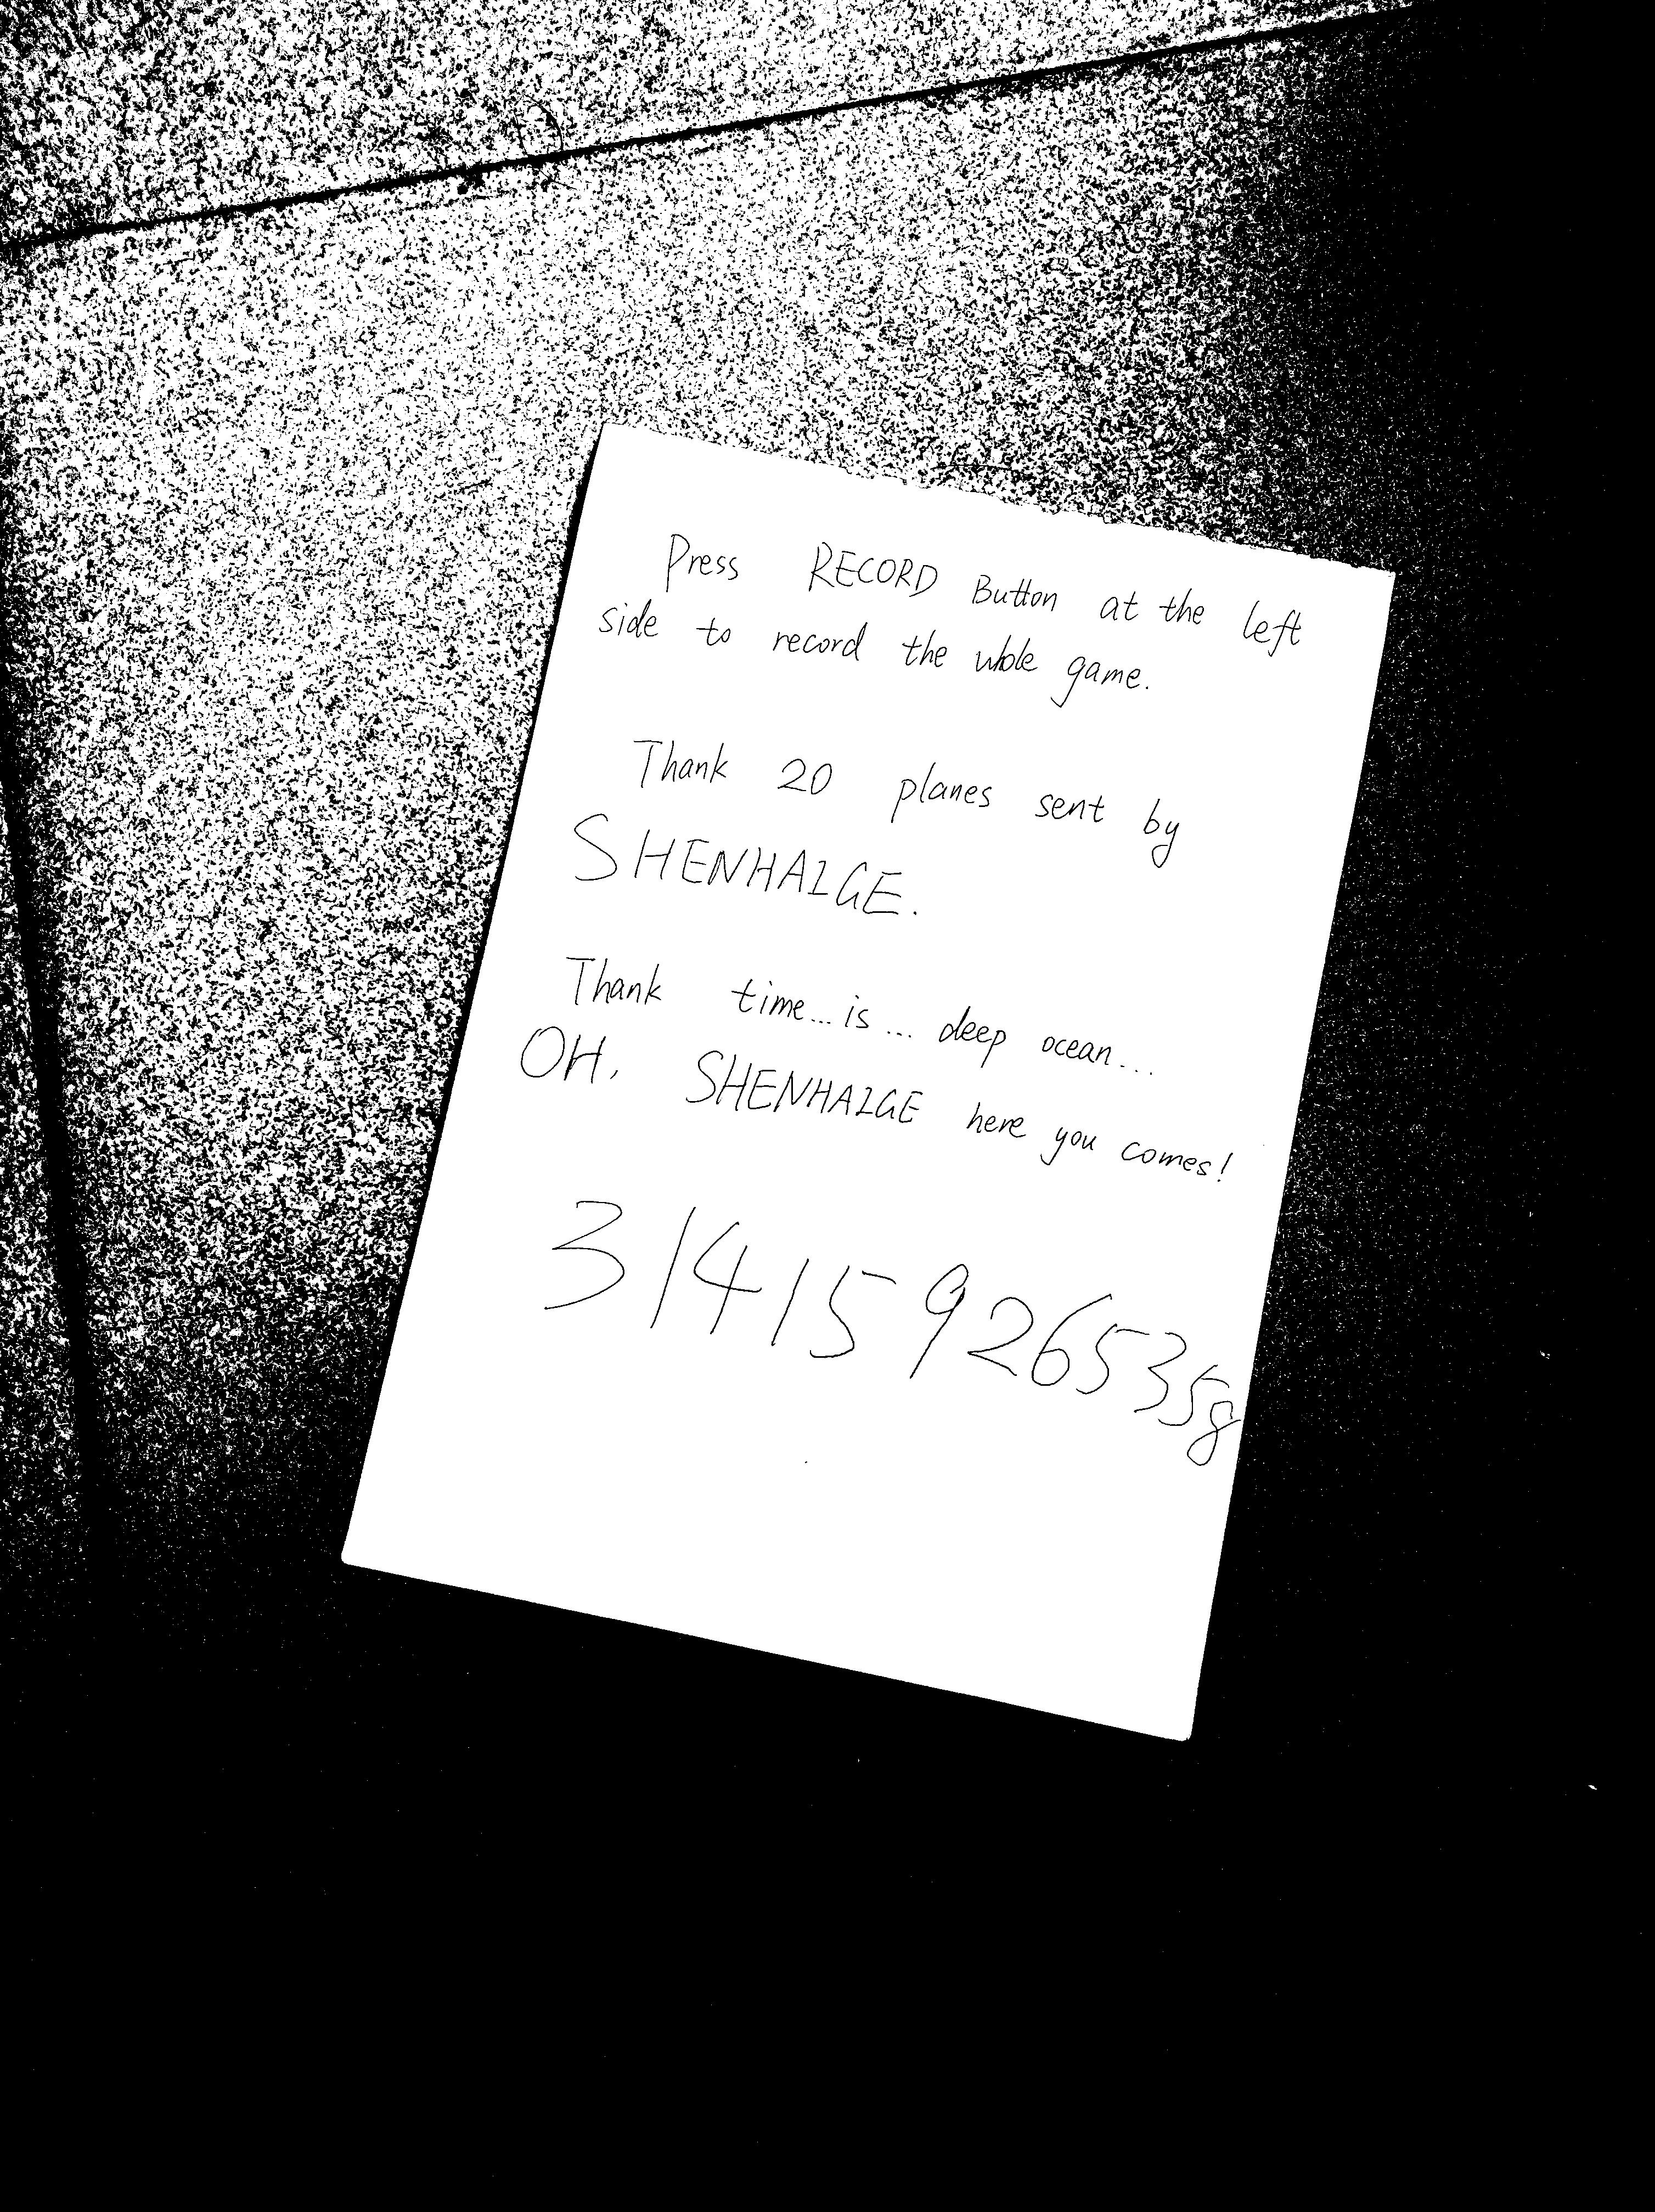 Press RECORD Button at the left
side to record the whole game.
Thank 20 planes sent by
SHENHAIGE.
Thank time...is... deep ocean...
OH, SHENHAIGE here you comes!
314159265358